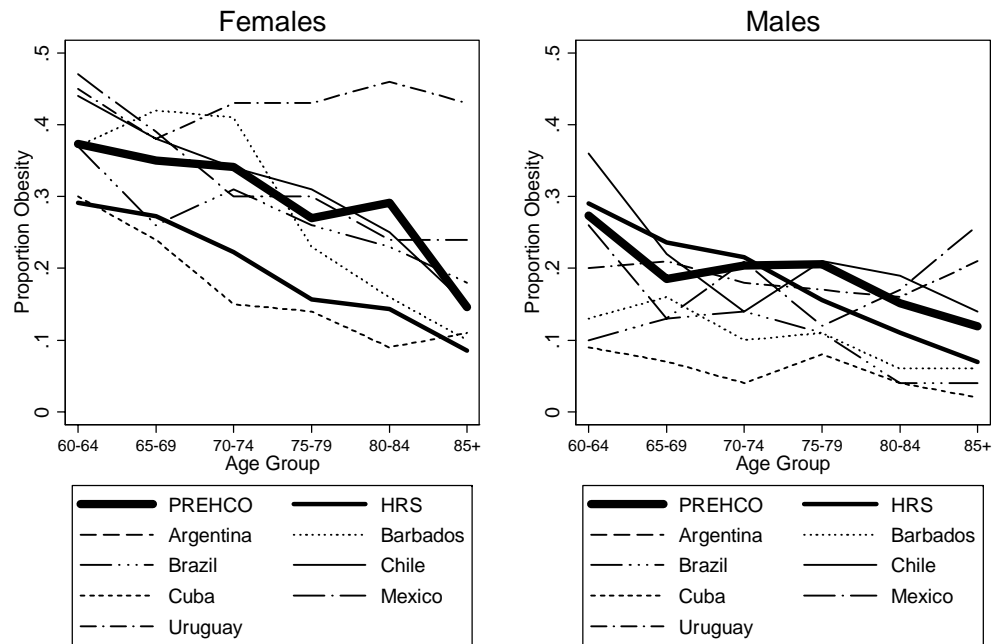 Females
Proportion Obesity
.5
.4
.3
.2
.1
0
60-64 65-69 70-74 75-79 80-84 85+
Age Group
PREHCO HRS
Argentina Barbados
Brazil Chile
Cuba Mexico
Uruguay
Males
Proportion Obesity
.5
.4
.3
.2
.1
0
60-64 65-69 70-74 75-79 80-84 85+
Age Group
PREHCO HRS
Argentina Barbados
Brazil Chile
Cuba Mexico
Uruguay